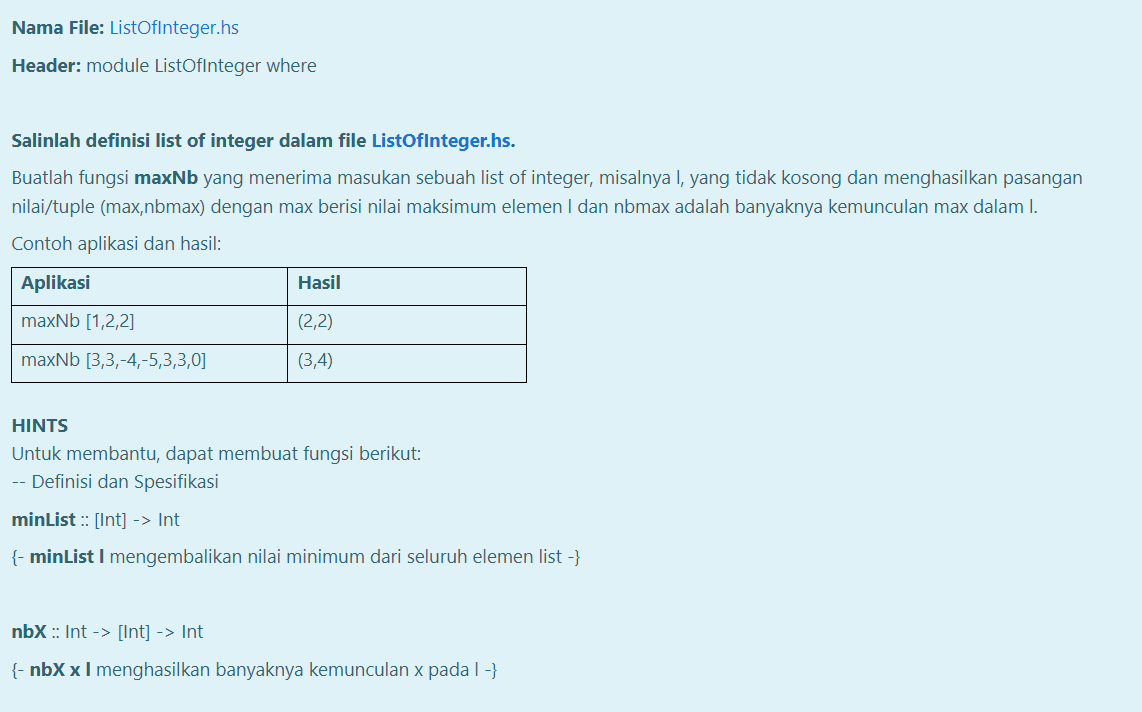 Nama File: ListOfInteger.hs
Header: module ListOfInteger where
Salinlah definisi list of integer dalam file ListOfInteger.hs.
Buatlah fungsi maxNb yang menerima masukan sebuah list of integer, misalnya l, yang tidak kosong dan menghasilkan pasangan
nilai/tuple (max,nbmax) dengan max berisi nilai maksimum elemen l dan nbmax adalah banyaknya kemunculan max dalam l.
Contoh aplikasi dan hasil:
Aplikasi Hasil
maxNb [1,2,2] (2,2)
maxNb [3,3,-4,-5,3,3,0] (3,4)
HINTS
Untuk membantu, dapat membuat fungsi berikut:
-- Definisi dan Spesifikasi
minList :: [Int] -> Int
{- minList l mengembalikan nilai minimum dari seluruh elemen list -}
nbX :: Int -> [Int] -> Int
{- nbX x l menghasilkan banyaknya kemunculan x pada l -}